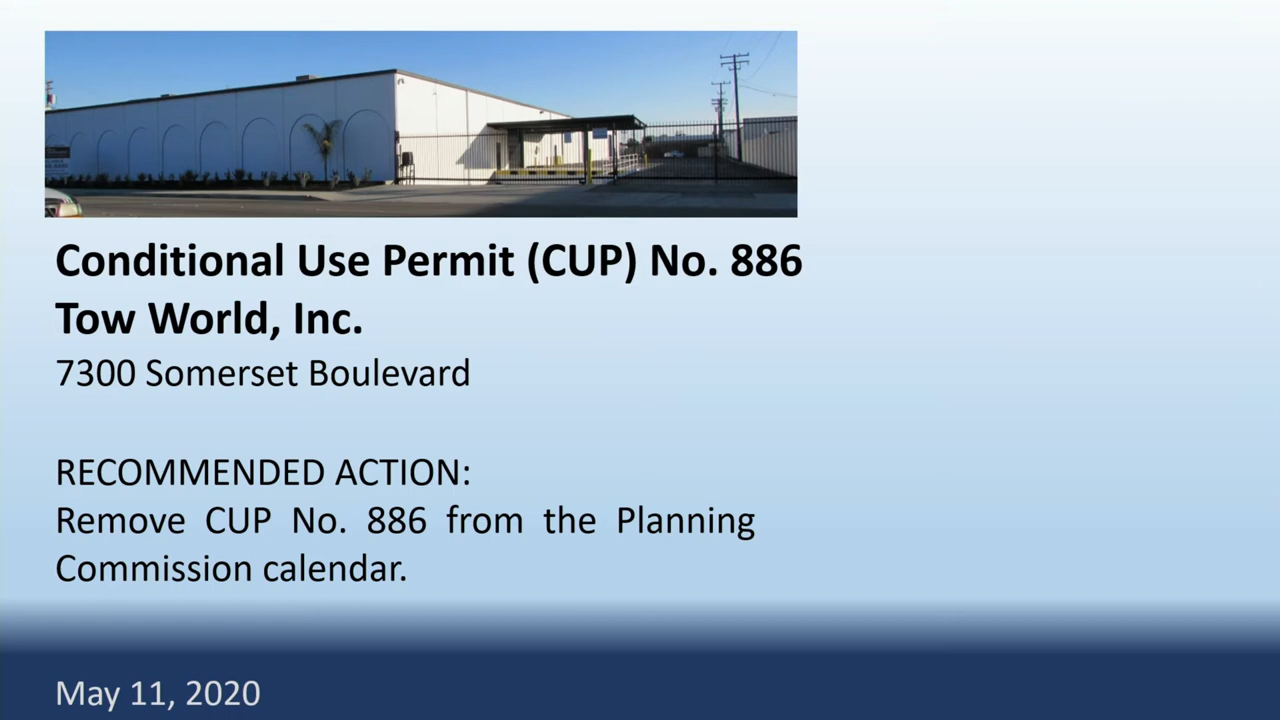 Conditional Use Permit (CUP) No. 886
Tow World, Inc.
7300 Somerset Boulevard
RECOMMENDED ACTION:
Remove CUP No. 886 from the Planning
Commission calendar.
May 11, 2020